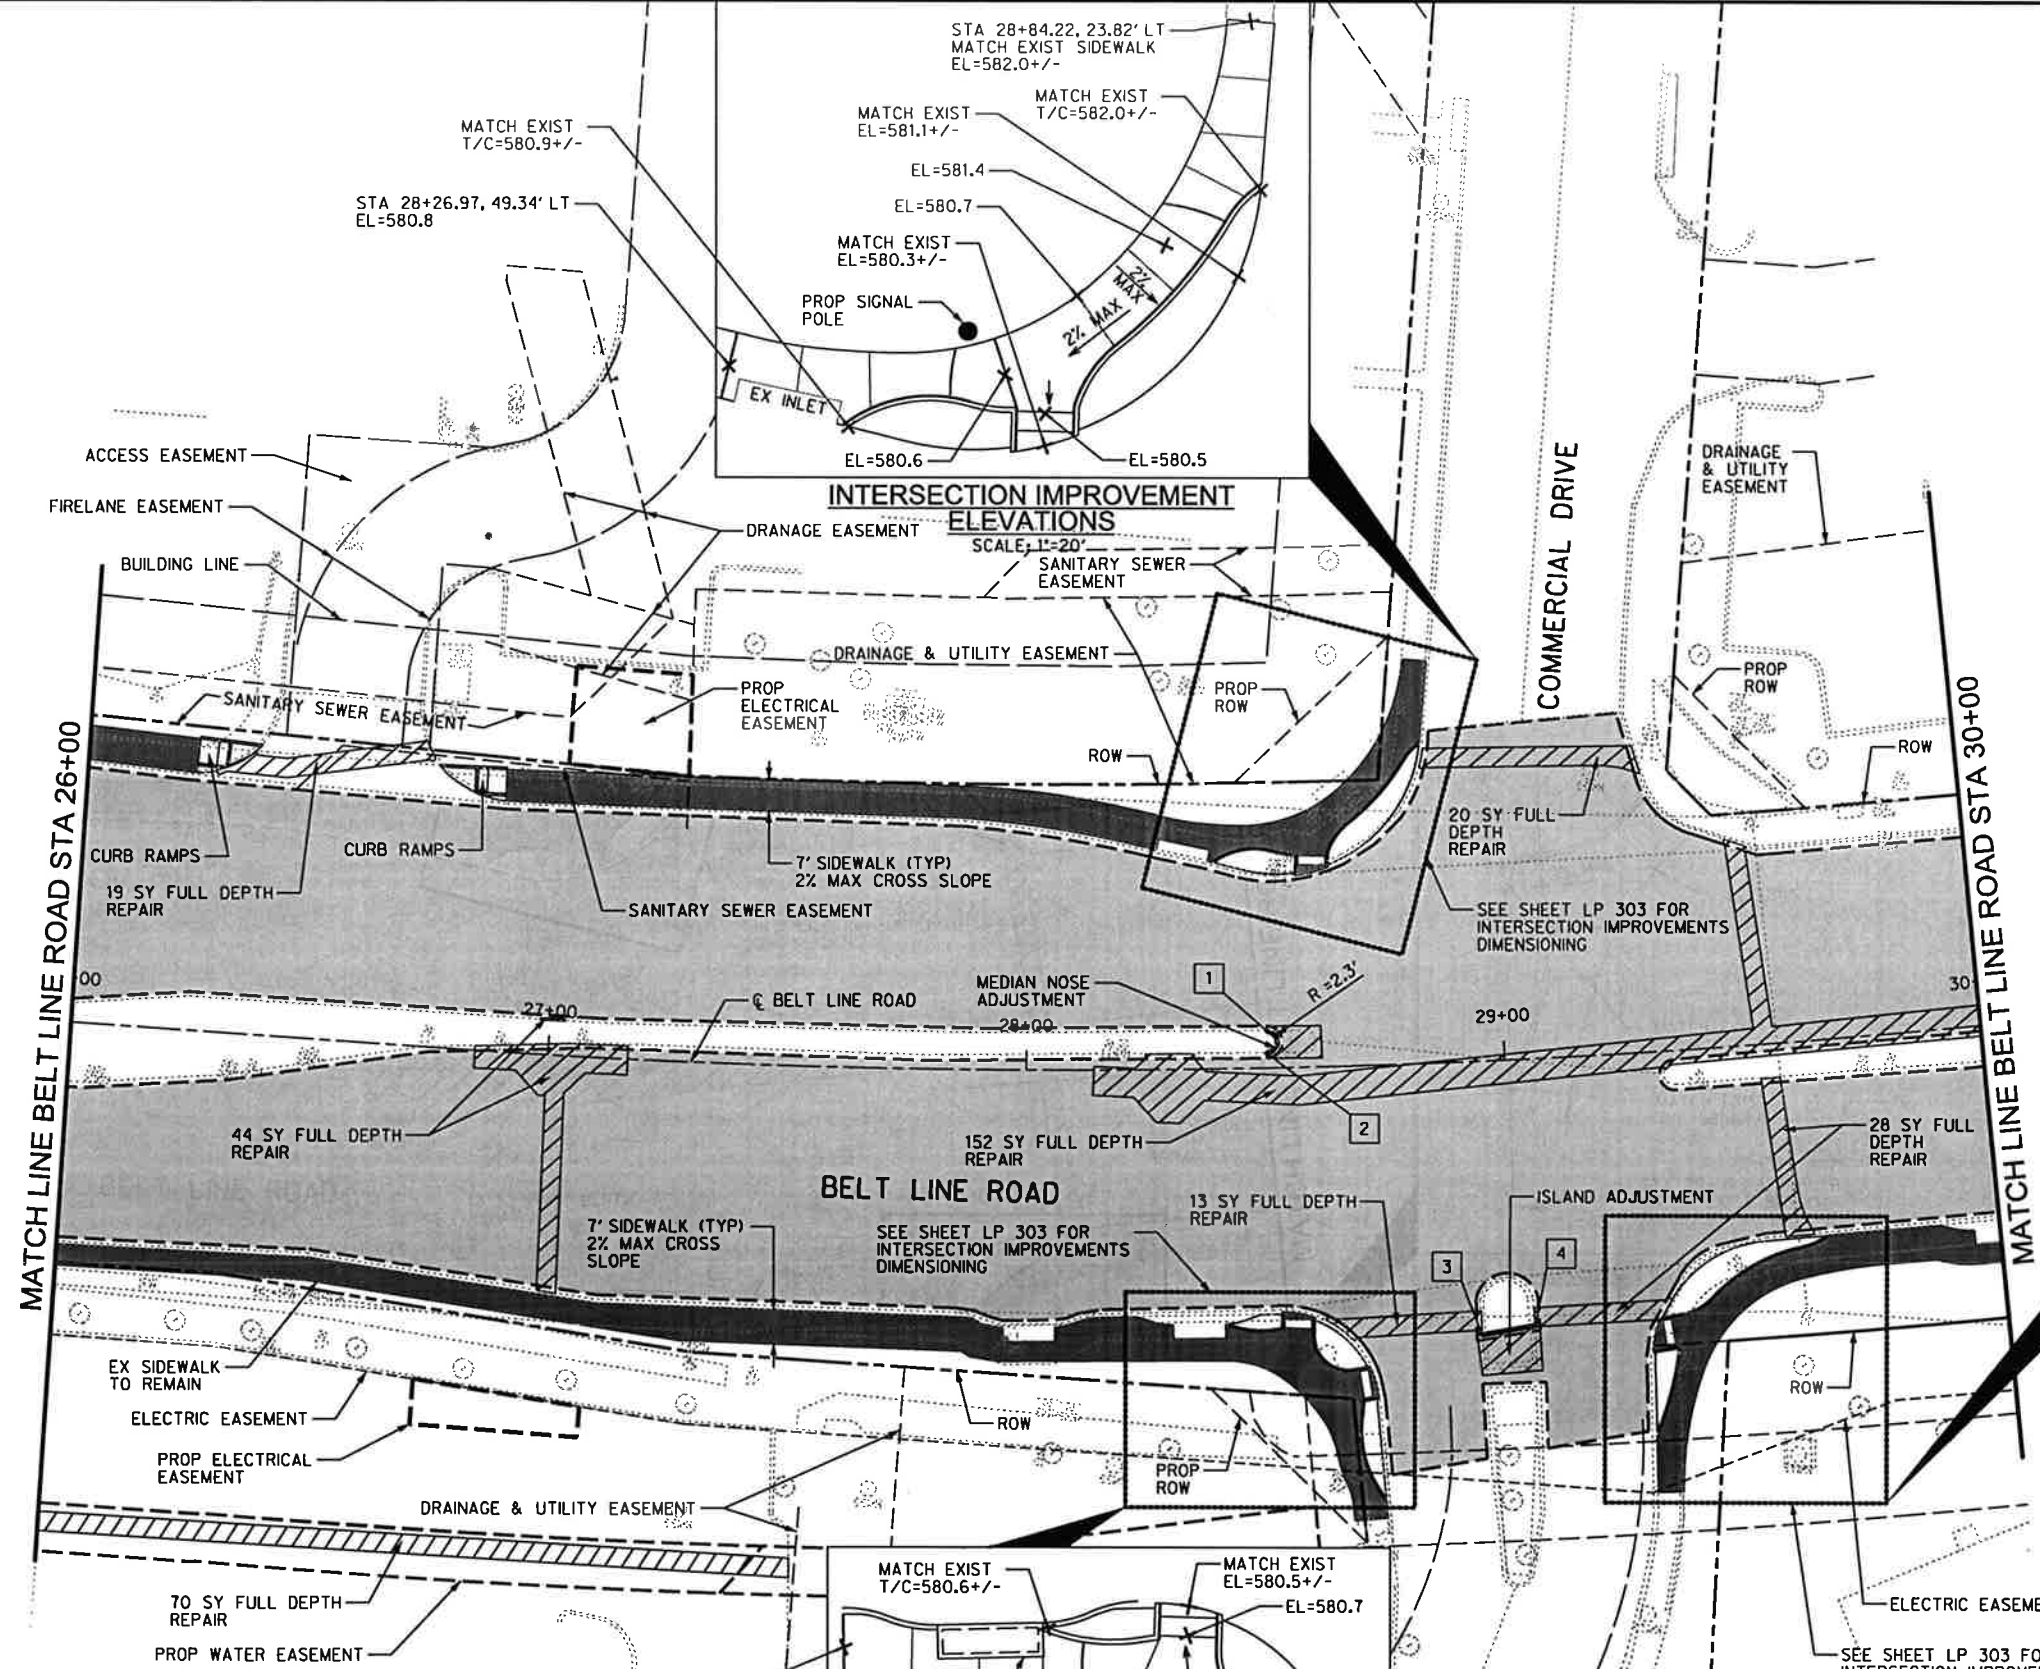 STA 28+84.22, 23.82' LT
MATCH EXIST SIDEWALK
EL=582.0+/-
MATCH EXIST
T/C=582.0+/-
MATCH EXIST
EL=581.1+/-
MATCH EXIST
T/C=580.9+/-
EL=581.4
STA 28+26.97, 49.34' LT
EL=580.8
EL=580.7
MATCH EXIST
EL=580.3+/-
2% MAX
2% MAX
PROP SIGNAL
POLE
EX INLET
EL=580.6
EL=580.5
INTERSECTION IMPROVEMENT
ELEVATIONS
SCALE: 1"=20'
ACCESS EASEMENT
FIRELANE EASEMENT
BUILDING LINE
DRANAGE EASEMENT
SANITARY SEWER
EASEMENT
COMMERCIAL DRIVE
DRAINAGE
& UTILITY
EASEMENT
DRAINAGE & UTILITY EASEMENT
PROP
ROW
PROP
ROW
SANITARY SEWER EASEMENT
PROP
ELECTRICAL
EASEMENT
ROW
ROW
MATCH LINE BELT LINE ROAD STA 26+00
MATCH LINE BELT LINE ROAD STA 30+00
CURB RAMPS
CURB RAMPS
20 SY FULL
DEPTH
REPAIR
7' SIDEWALK (TYP)
2% MAX CROSS SLOPE
19 SY FULL DEPTH
REPAIR
SANITARY SEWER EASEMENT
SEE SHEET LP 303 FOR
INTERSECTION IMPROVEMENTS
DIMENSIONING
00
27+00
℄ BELT LINE ROAD
MEDIAN NOSE
ADJUSTMENT
28+00
1
R =2.3'
29+00
30
44 SY FULL DEPTH
REPAIR
152 SY FULL DEPTH
REPAIR
2
28 SY FULL
DEPTH
REPAIR
BELT LINE ROAD
13 SY FULL DEPTH
REPAIR
ISLAND ADJUSTMENT
7' SIDEWALK (TYP)
2% MAX CROSS
SLOPE
SEE SHEET LP 303 FOR
INTERSECTION IMPROVEMENTS
DIMENSIONING
3
4
EX SIDEWALK
TO REMAIN
ELECTRIC EASEMENT
PROP ELECTRICAL
EASEMENT
ROW
ROW
PROP
ROW
DRAINAGE & UTILITY EASEMENT
70 SY FULL DEPTH
REPAIR
PROP WATER EASEMENT
MATCH EXIST
T/C=580.6+/-
MATCH EXIST
EL=580.5+/-
EL=580.7
ELECTRIC EASEME
SEE SHEET LP 303 FO